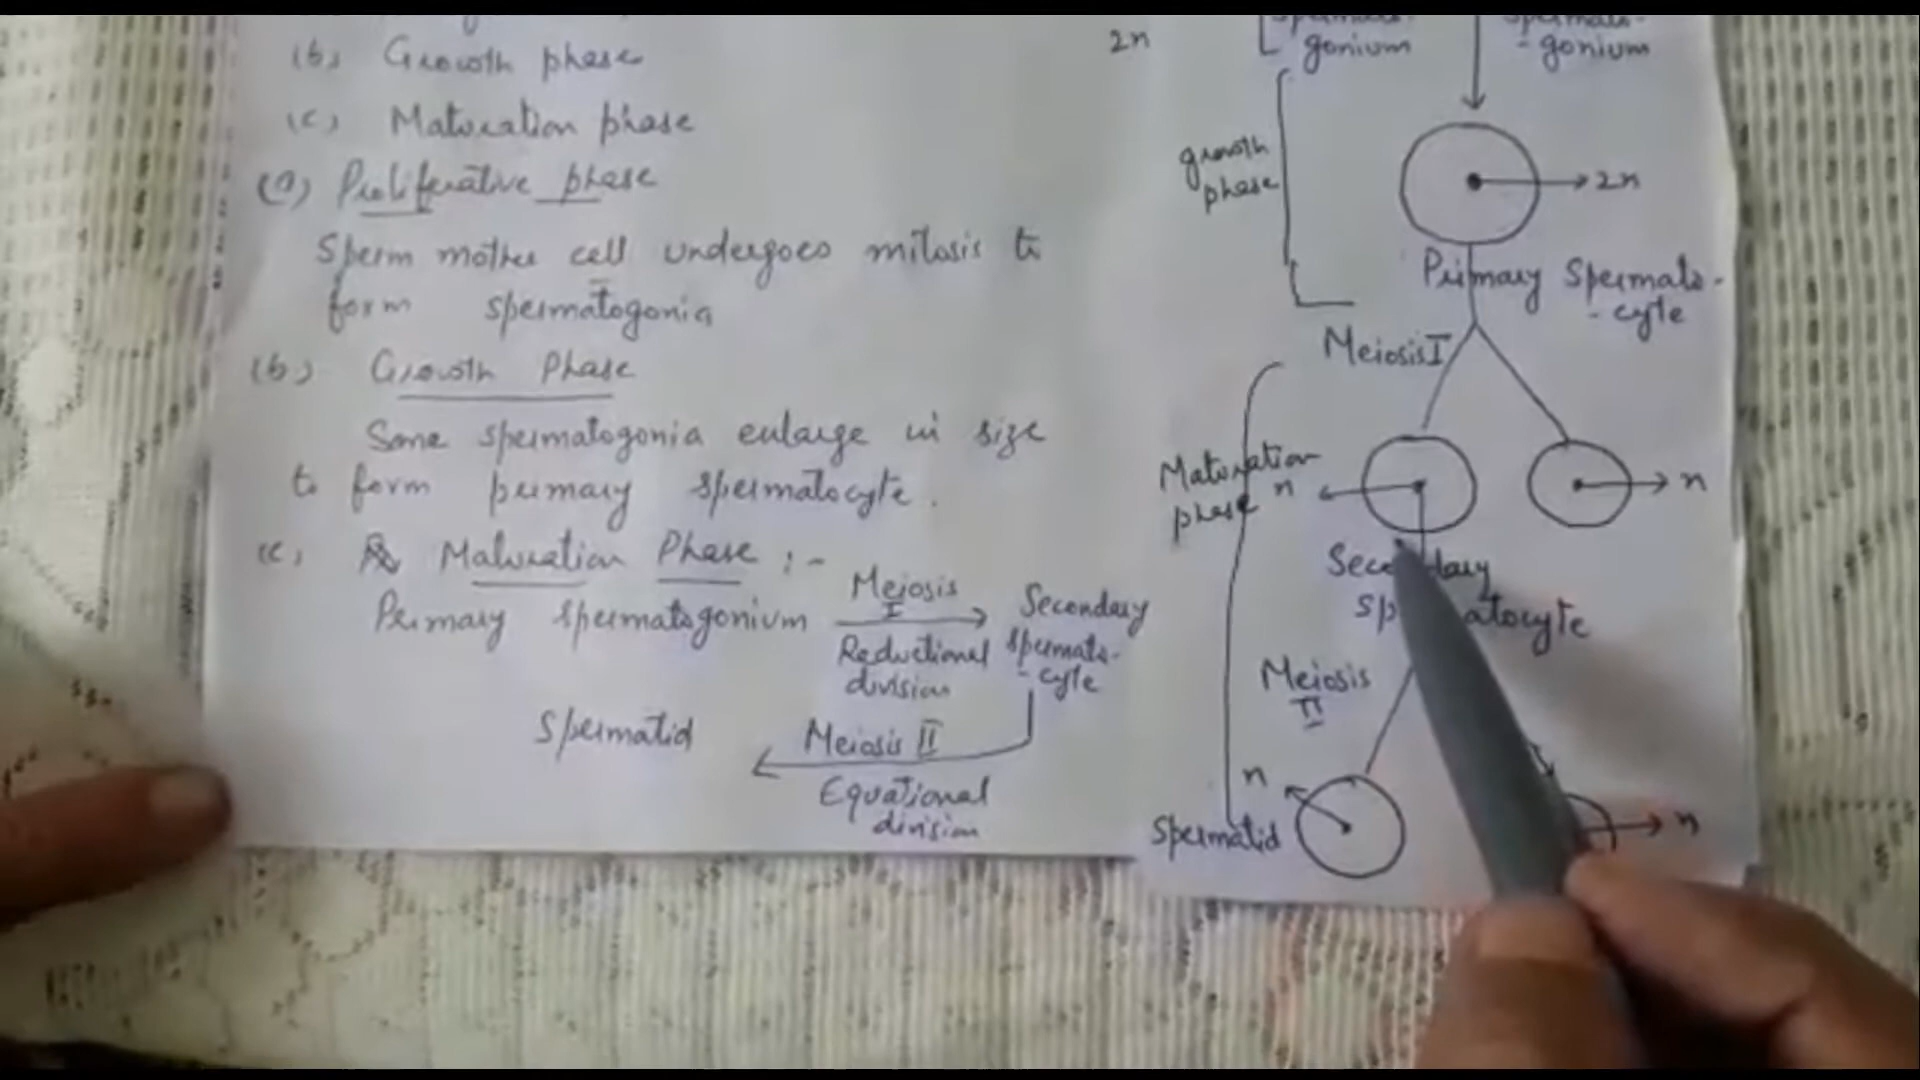 (b) Growth phase
(c) Maturation phase
(a) Proliferative phase
Sperm mother cell undergoes mitosis to
form spermatogonia
(b) Growth Phase
Some spermatogonia enlarge in size
to form primary spermatocyte.
(c) Maturation Phase :-
Primary spermatogonium
Meiosis
I
Reductional
division
Secondary
spermato-
-cyte
Meiosis II
Equational
division
Spermatid
2n
gonium
-gonium
growth
phase
2n
Primary Spermato-
-cyte
Meiosis I
Maturation
phase
n
n
Secondary
Meiosis
II
n
Spermatid
n